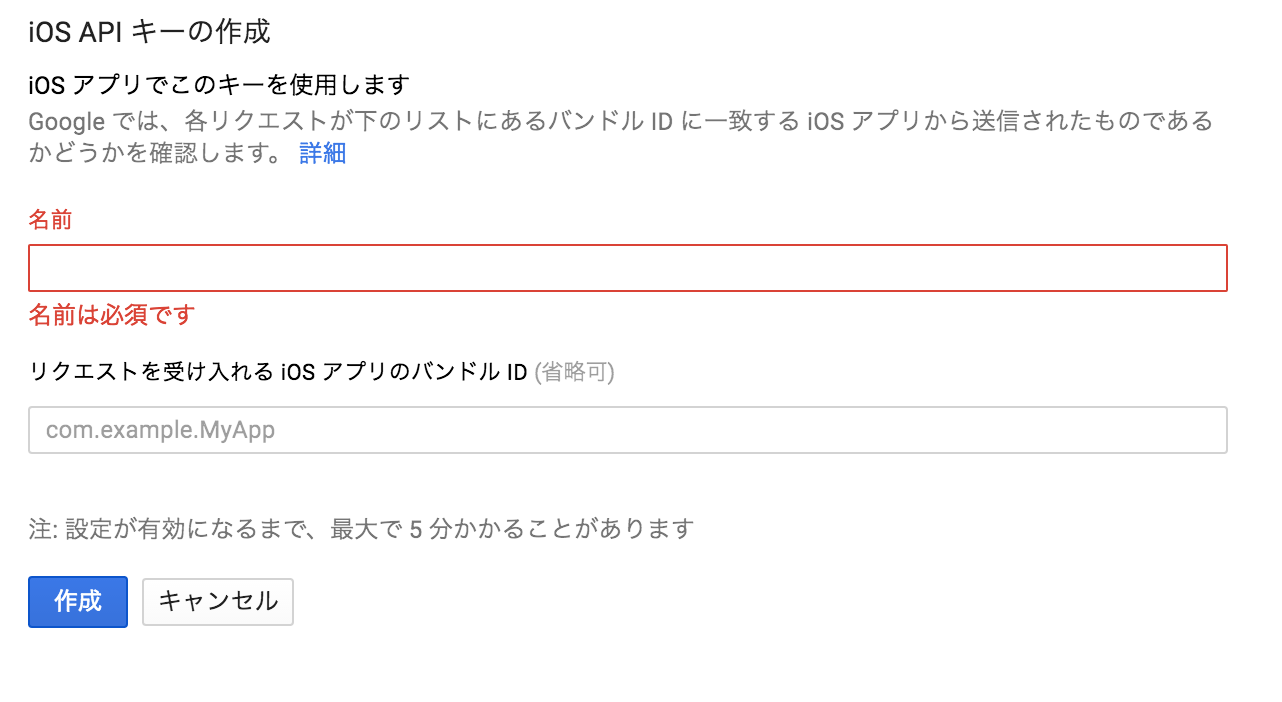 iOS API キーの作成
iOS アプリでこのキーを使用します
Google では、各リクエストが下のリストにあるバンドル ID に一致する iOS アプリから送信されたものである
かどうかを確認します。 詳細
名前
名前は必須です
リクエストを受け入れる iOS アプリのバンドル ID (省略可)
com.example.MyApp
注: 設定が有効になるまで、最大で 5 分かかることがあります
作成 キャンセル